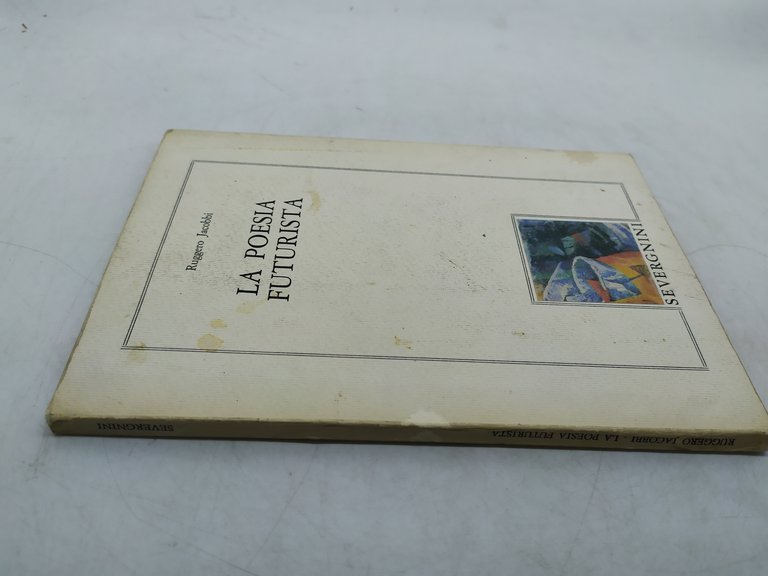 Ruggero Jacobbi
LA POESIA
FUTURISTA
SEVERGNINI
RUGGERO JACOBBI - LA POESIA FUTURISTA
SEVERGNINI